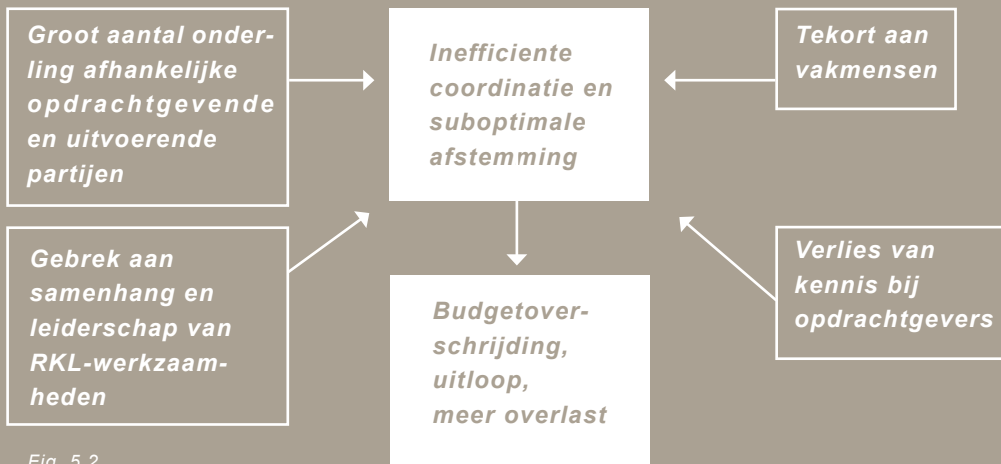 Groot aantal onder-
ling afhankelijke
opdrachtgevende
en uitvoerende
partijen
Inefficiente
coordinatie en
suboptimale
afstemming
Tekort aan
vakmensen
Gebrek aan
samenhang en
leiderschap van
RKL-werkzaam-
heden
Budgetover-
schrijding,
uitloop,
meer overlast
Verlies van
kennis bij
opdrachtgevers
Fig. 5.2